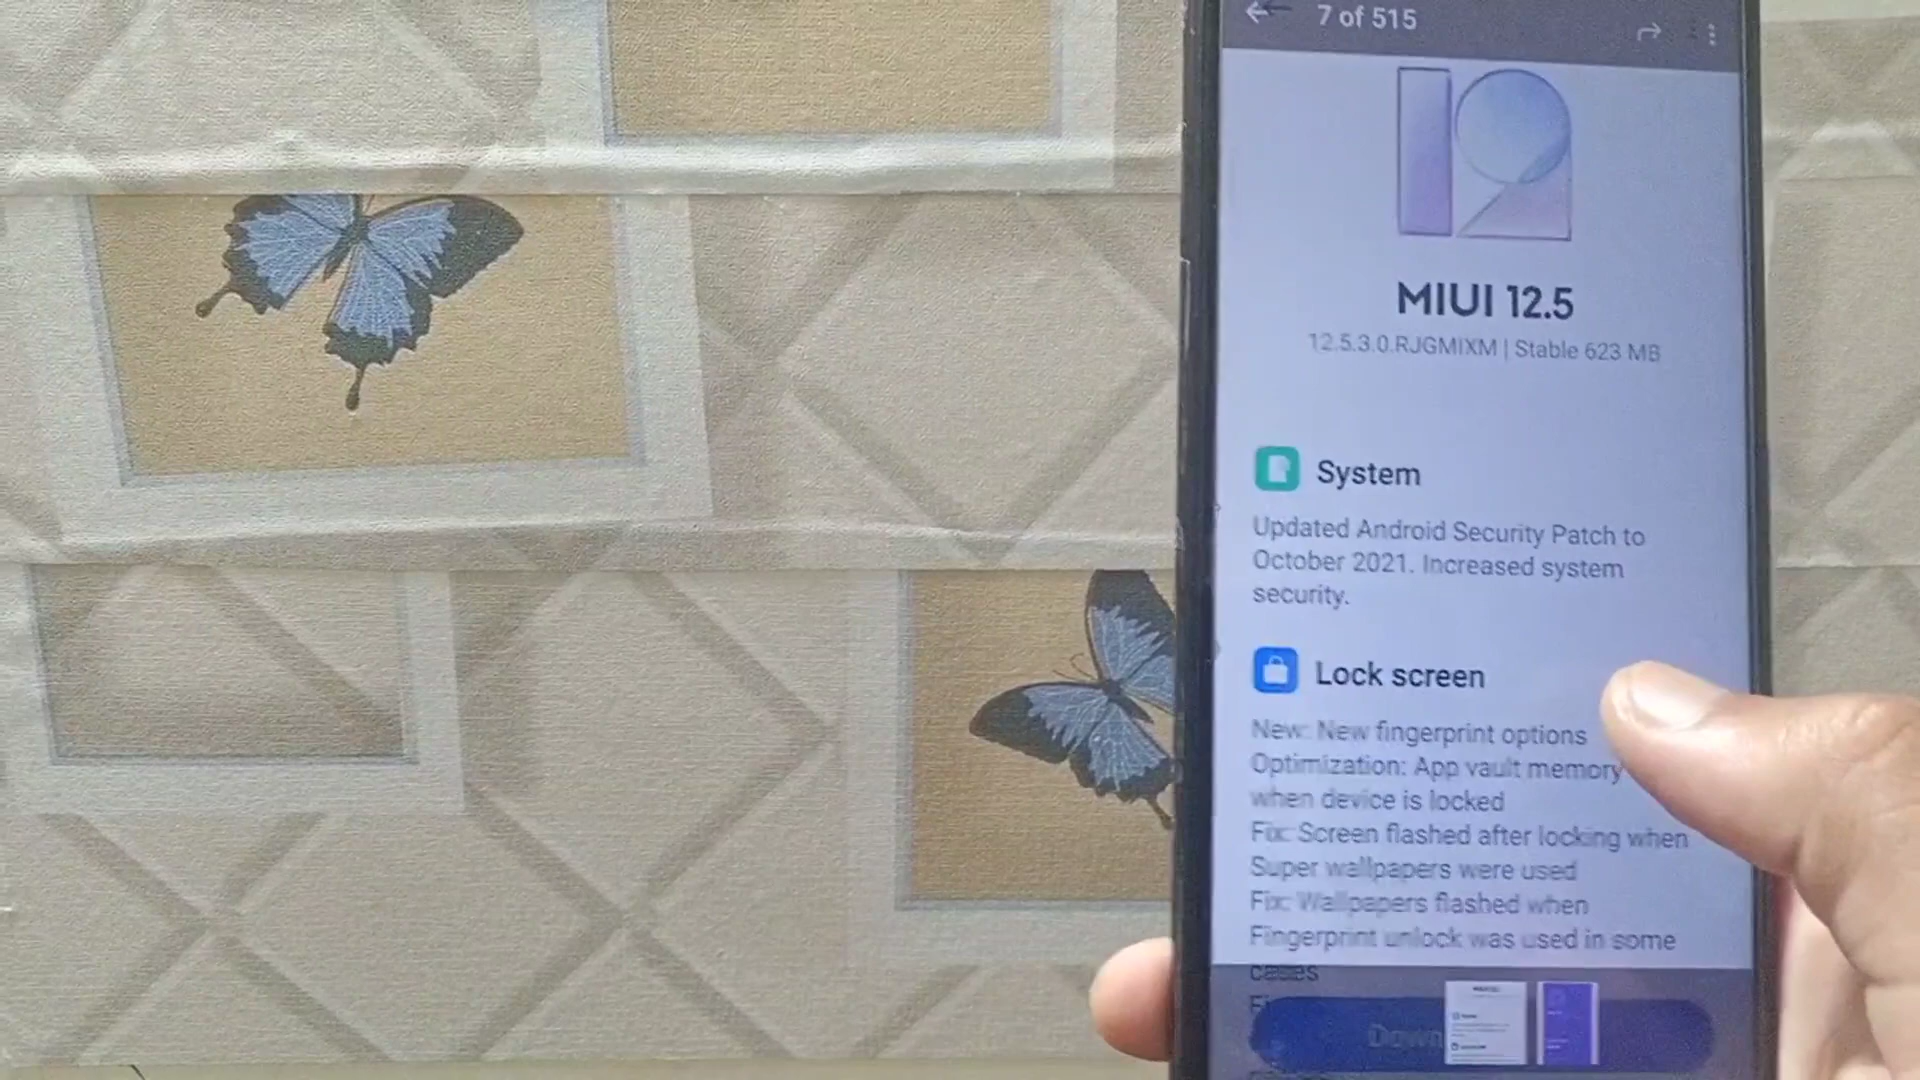 7 of 515
12
MIUI 12.5
12.5.3.0.RJGMIXM | Stable 623 MB
System
Updated Android Security Patch to
October 2021. Increased system
security.
Lock screen
New: New fingerprint options
Optimization: App vault memory
when device is locked
Fix: Screen flashed after locking when
Super wallpapers were used
Fix: Wallpapers flashed when
Fingerprint unlock was used in some
cases